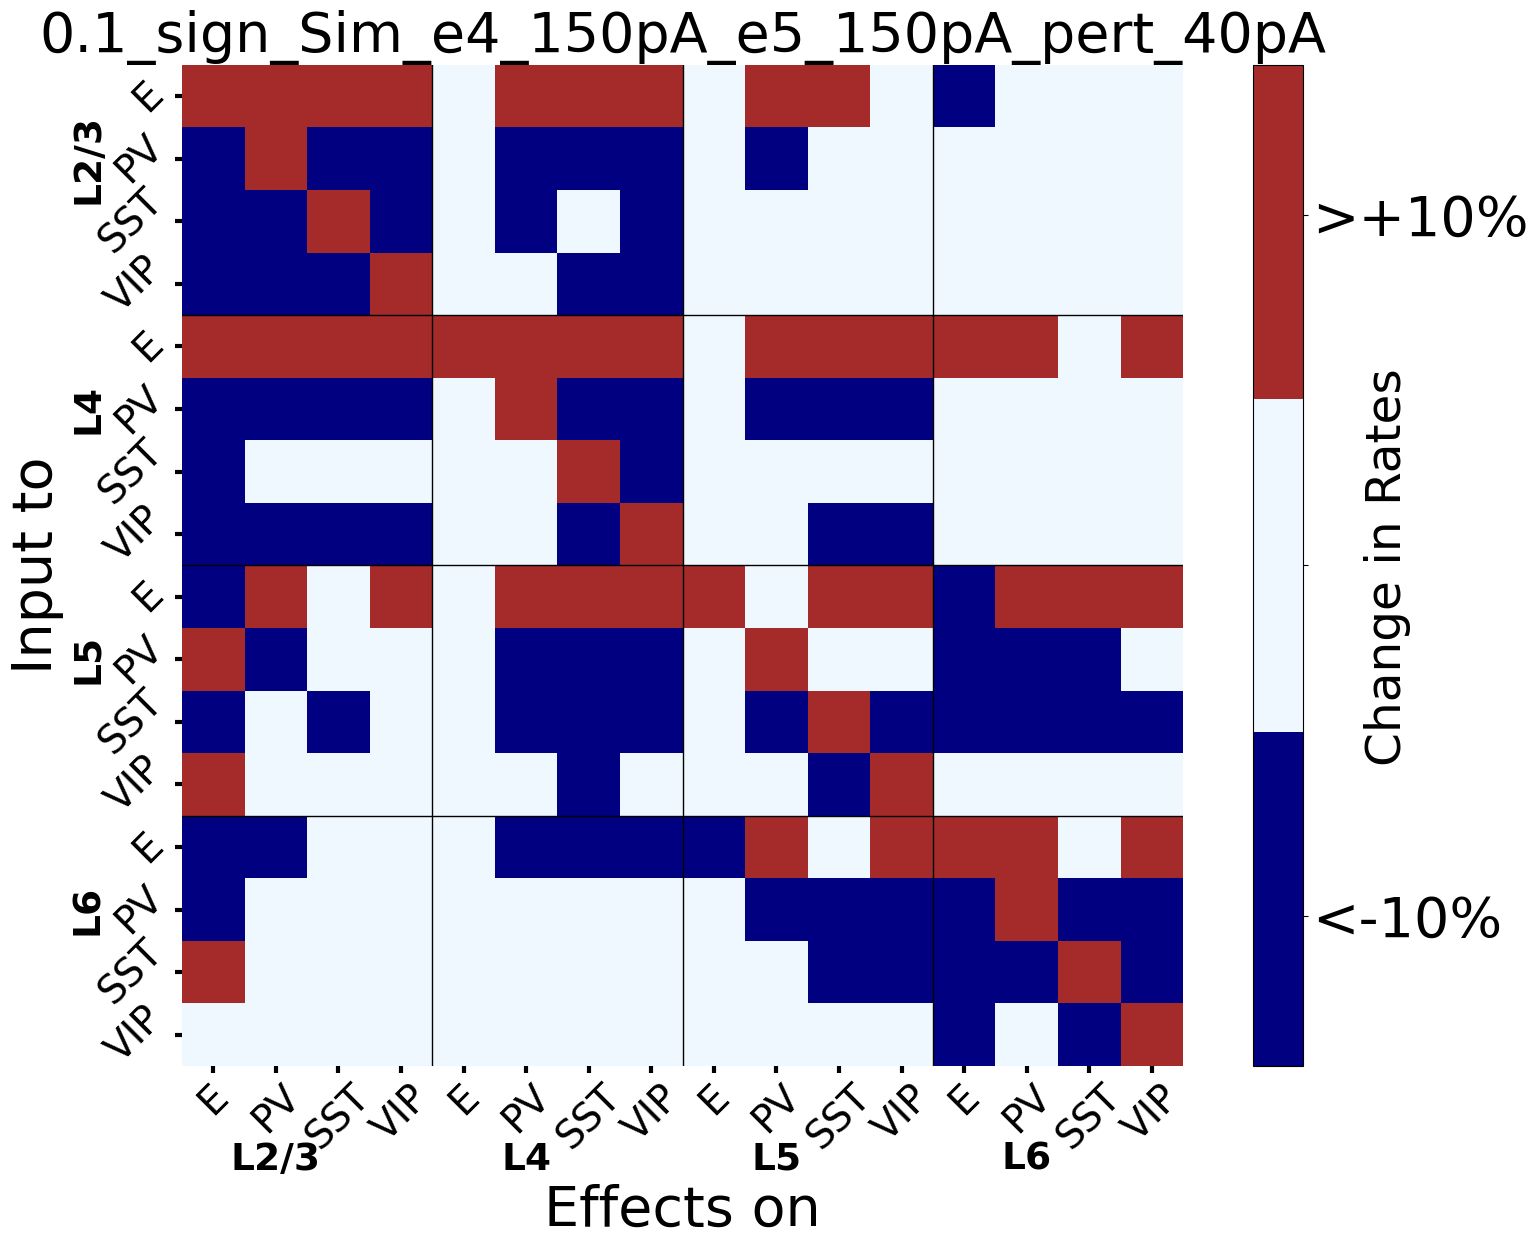 0.1_sign_Sim_e4_150pA_e5_150pA_pert_40pA
Input to
L2/3
E
PV
SST
VIP
L4
E
PV
SST
VIP
L5
E
PV
SST
VIP
L6
E
PV
SST
VIP
E PV SST VIP E PV SST VIP E PV SST VIP E PV SST VIP
L2/3 L4 L5 L6
Effects on
>+10%
<-10%
Change in Rates